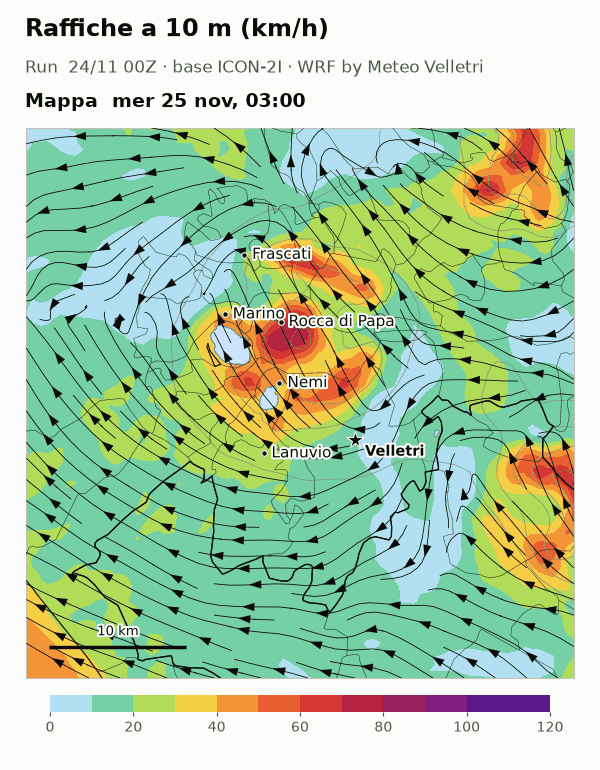 Raffiche a 10 m (km/h)
Run  24/11 00Z · base ICON-2I · WRF by Meteo Velletri
Mappa  mer 25 nov, 03:00
Frascati
Marino
Rocca di Papa
Nemi
Velletri
Lanuvio
10 km
0 20 40 60 80 100 120